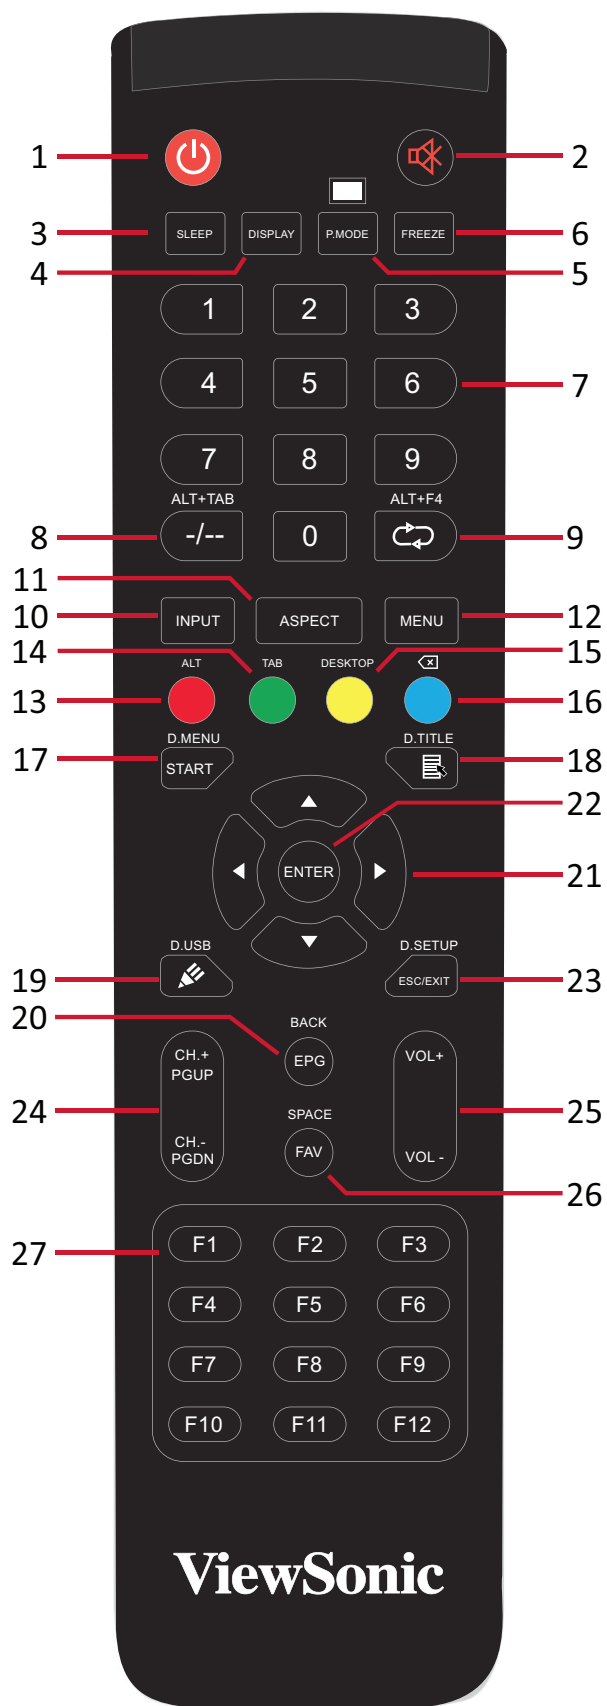 1
2
3
SLEEP
DISPLAY
P.MODE
FREEZE
6
4
5
1
2
3
4
5
6
7
7
8
9
ALT+TAB
ALT+F4
8
-/--
0
9
11
10
INPUT
ASPECT
MENU
12
14
ALT
TAB
DESKTOP
15
13
16
D.MENU
D.TITLE
17
START
18
22
ENTER
21
D.USB
D.SETUP
19
ESC/EXIT
23
20
BACK
CH.+
PGUP
EPG
VOL+
24
25
SPACE
CH.-
PGDN
FAV
VOL -
26
27
F1
F2
F3
F4
F5
F6
F7
F8
F9
F10
F11
F12
ViewSonic